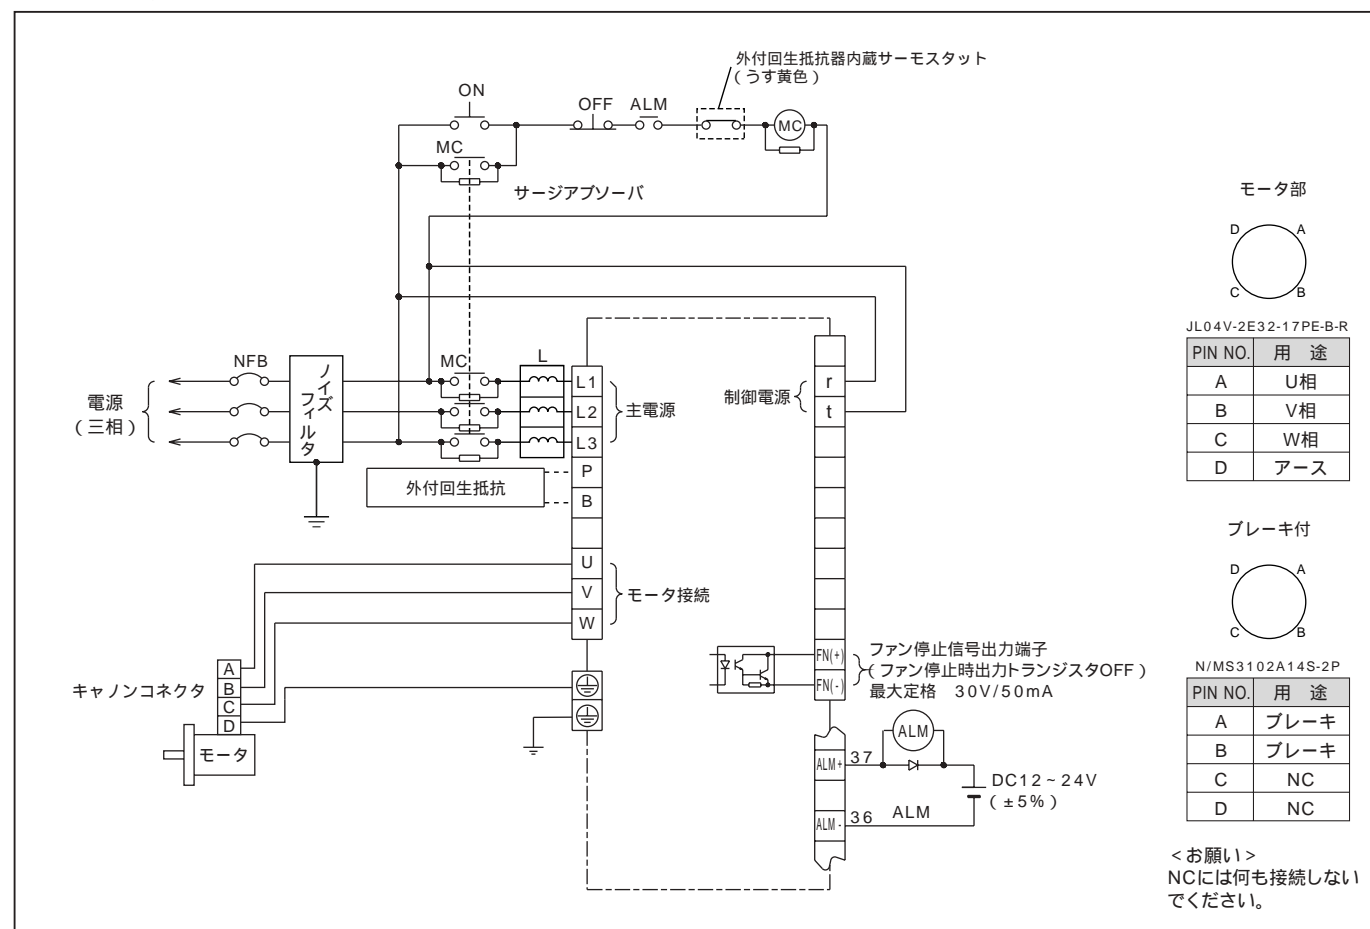 外付回生抵抗器内蔵サーモスタット
(うす黄色)
ON
OFF
ALM
MC
MC
サージアブソーバ
NFB
ノイズフィルタ
MC
L
電源
(三相)
L1
L2
L3
主電源
制御電源
r
t
外付回生抵抗
P
B
U
V
W
モータ接続
キャノンコネクタ
A
B
C
D
モータ
FN(+)
FN(-)
ファン停止信号出力端子
(ファン停止時出力トランジスタOFF)
最大定格 30V/50mA
ALM
ALM+
37
DC12~24V
(±5%)
ALM-
36
ALM
モータ部
D A
C B
JL04V-2E32-17PE-B-R
PIN NO. 用 途
A U相
B V相
C W相
D アース
ブレーキ付
D A
C B
N/MS3102A14S-2P
PIN NO. 用 途
A ブレーキ
B ブレーキ
C NC
D NC
<お願い>
NCには何も接続しない
でください。